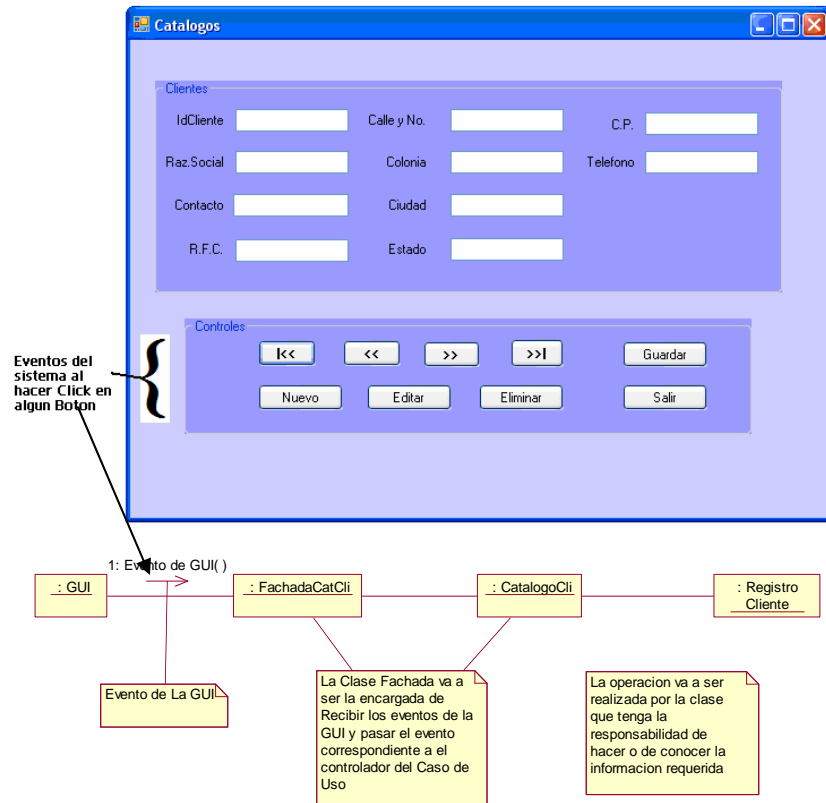 Catalogos
Clientes
IdCliente
Calle y No.
C.P.
Raz.Social
Colonia
Telefono
Contacto
Ciudad
R.F.C.
Estado
Controles
I<<
<<
>>
>>I
Guardar
Nuevo
Editar
Eliminar
Salir
Eventos del
sistema al
hacer Click en
algun Boton
1: Evento de GUI( )
: GUI
: FachadaCatCli
: CatalogoCli
: Registro
Cliente
Evento de La GUI
La Clase Fachada va a
ser la encargada de
Recibir los eventos de la
GUI y pasar el evento
correspondiente a el
controlador del Caso de
Uso
La operacion va a ser
realizada por la clase
que tenga la
responsabilidad de
hacer o de conocer la
informacion requerida